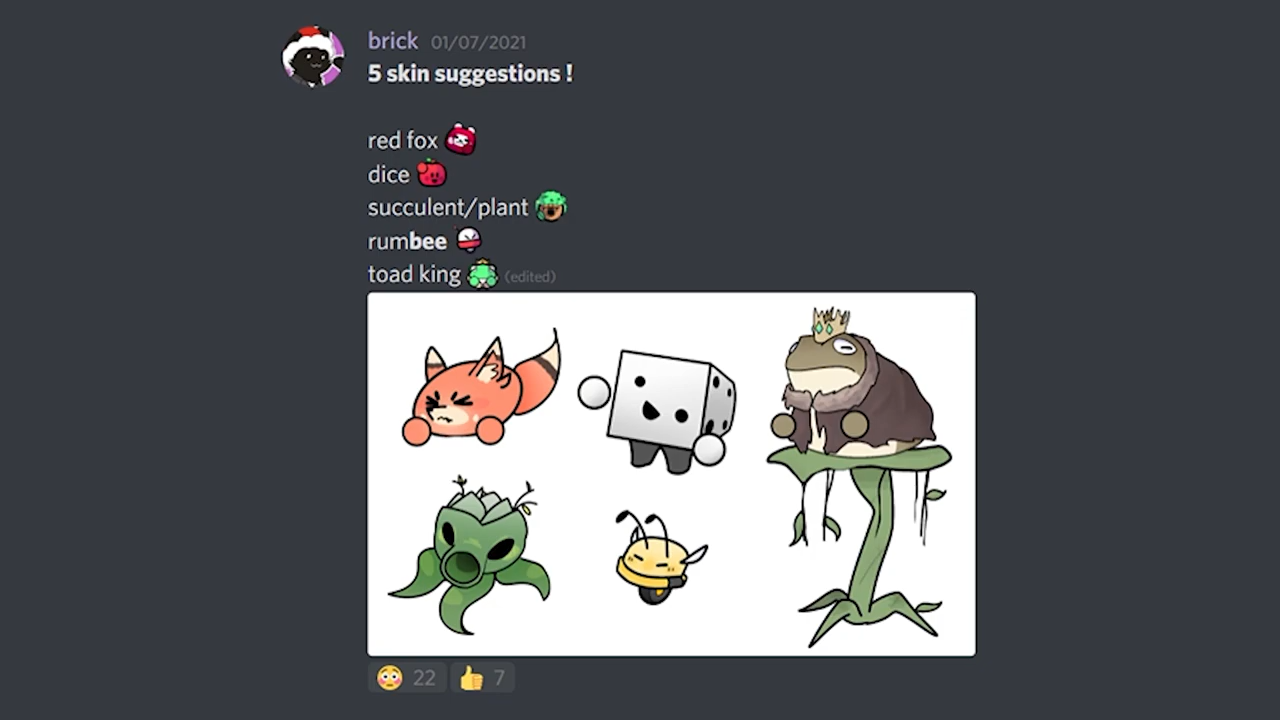 brick 01/07/2021
5 skin suggestions !
red fox
dice
succulent/plant
rumbee
toad king (edited)
22 7